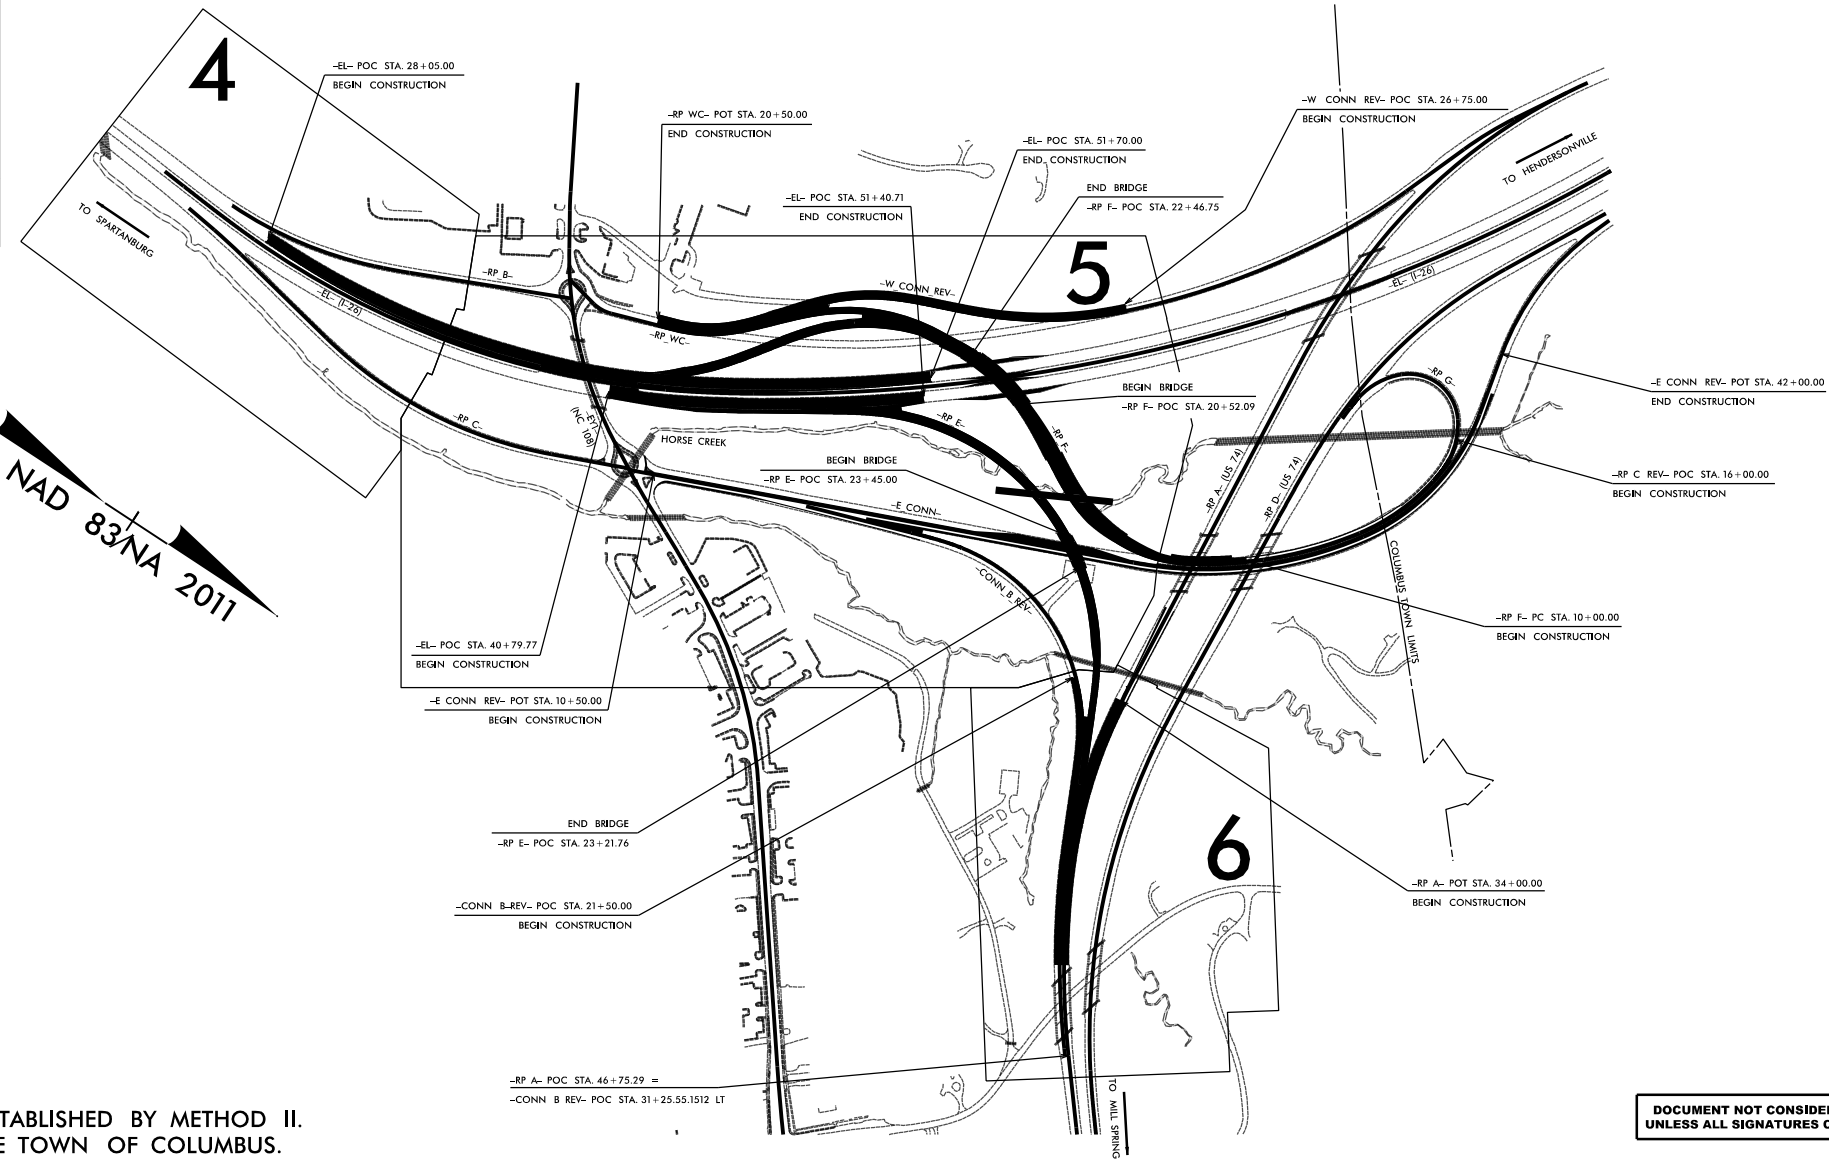 4
-EL- POC STA. 28+05.00
BEGIN CONSTRUCTION
-RP WC- POT STA. 20+50.00
END CONSTRUCTION
-W CONN REV- POC STA. 26+75.00
BEGIN CONSTRUCTION
-EL- POC STA. 51+70.00
END CONSTRUCTION
TO HENDERSONVILLE
END BRIDGE
-RP F- POC STA. 22+46.75
-EL- POC STA. 51+40.71
END CONSTRUCTION
TO SPARTANBURG
5
-RP B-
-EL- (I-26)
-W CONN REV-
-EL- (I-26)
-RP WC-
-RP G-
-E CONN REV- POT STA. 42+00.00
END CONSTRUCTION
BEGIN BRIDGE
-RP F- POC STA. 20+52.09
-RP C-
-EY1-
(NC 108)
-RP E-
-RP F-
HORSE CREEK
BEGIN BRIDGE
-RP E- POC STA. 23+45.00
-RP A- (US 74)
-RP D- (US 74)
-RP C REV- POC STA. 16+00.00
BEGIN CONSTRUCTION
NAD 83/NA 2011
-E CONN-
-CONN B REV-
COLUMBUS TOWN LIMITS
-RP F- PC STA. 10+00.00
BEGIN CONSTRUCTION
-EL- POC STA. 40+79.77
BEGIN CONSTRUCTION
-E CONN REV- POT STA. 10+50.00
BEGIN CONSTRUCTION
END BRIDGE
-RP E- POC STA. 23+21.76
6
-RP A- POT STA. 34+00.00
BEGIN CONSTRUCTION
-CONN B-REV- POC STA. 21+50.00
BEGIN CONSTRUCTION
-RP A- POC STA. 46+75.29 =
-CONN B REV- POC STA. 31+25.55.1512 LT
TO MILL SPRING
TABLISHED BY METHOD II.
E TOWN OF COLUMBUS.
DOCUMENT NOT CONSIDE
UNLESS ALL SIGNATURES C